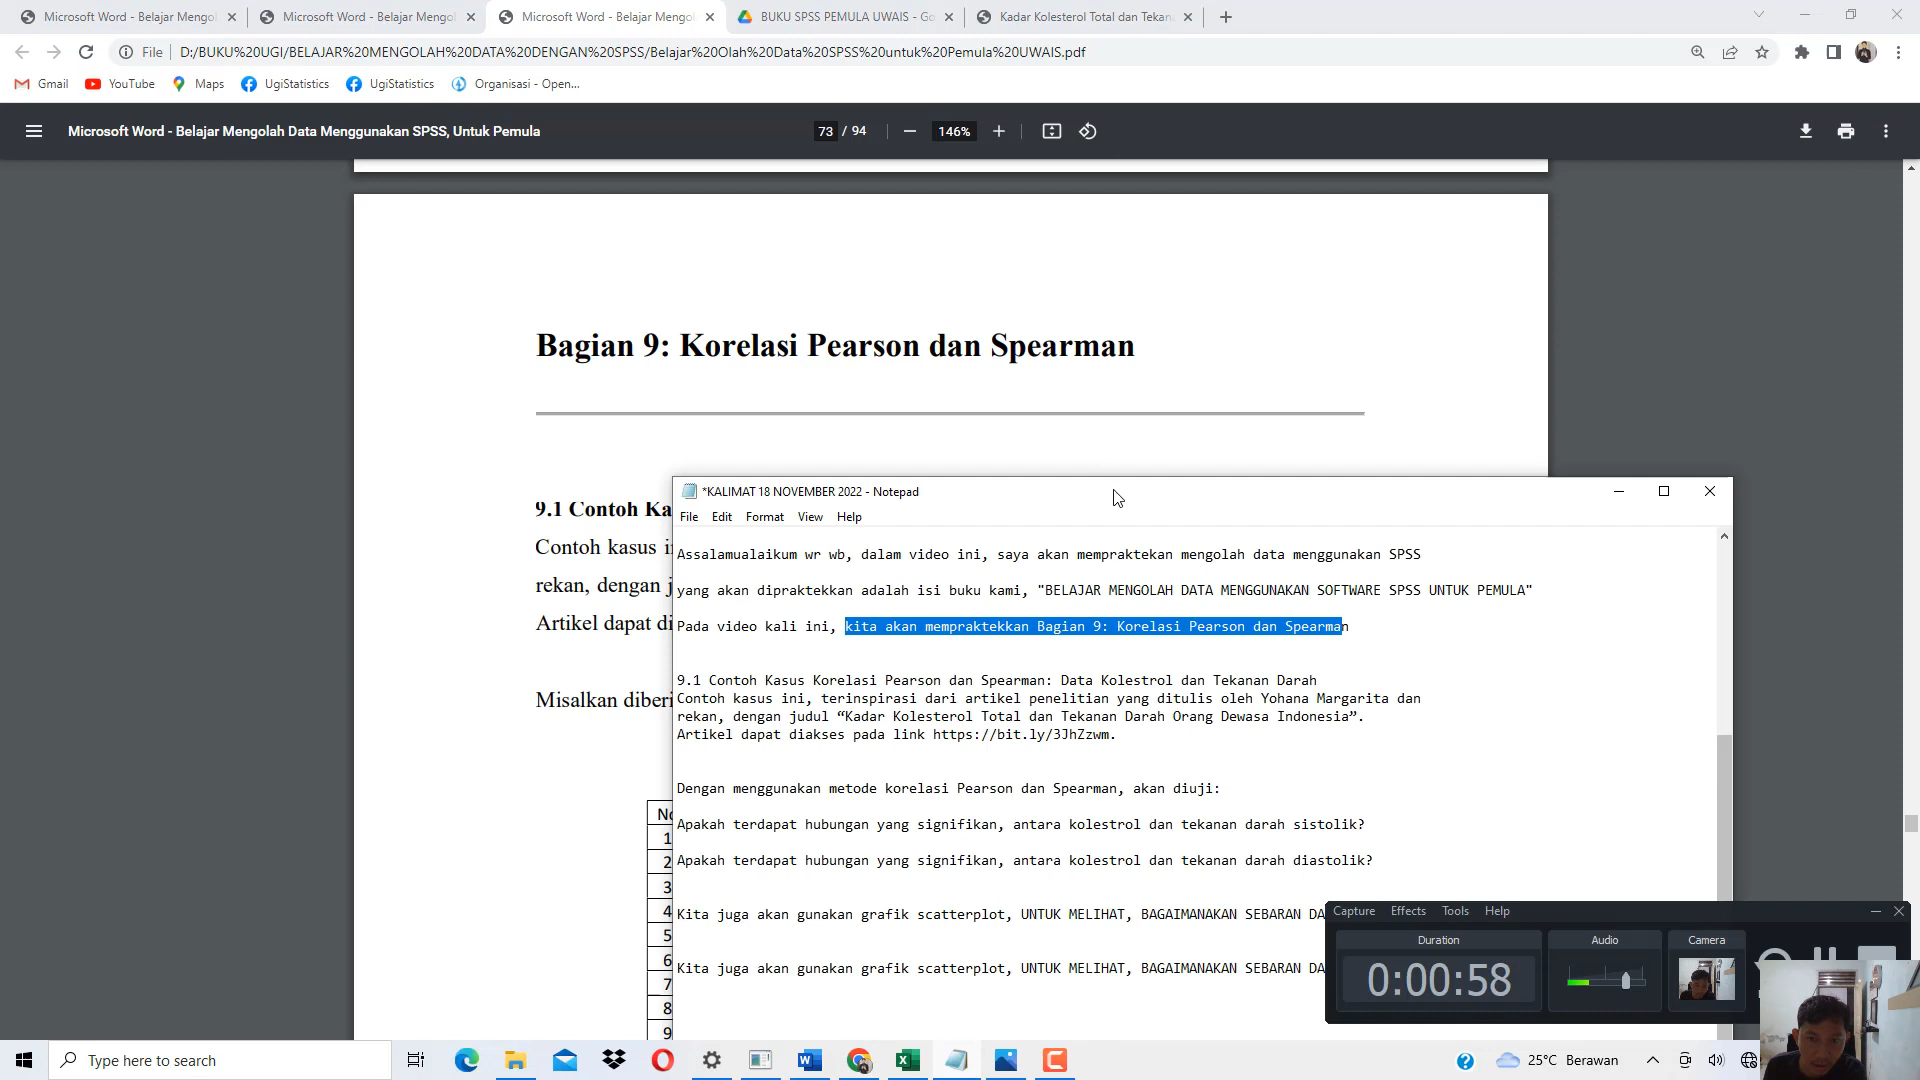 Microsoft Word - Belajar Mengol
Microsoft Word - Belajar Mengol
Microsoft Word - Belajar Mengol
BUKU SPSS PEMULA UWAIS - Go
Kadar Kolesterol Total dan Tekan
File
D:/BUKU%20UGI/BELAJAR%20MENGOLAH%20DATA%20DENGAN%20SPSS/Belajar%20Olah%20Data%20SPSS%20untuk%20Pemula%20UWAIS.pdf
Gmail
YouTube
Maps
UgiStatistics
UgiStatistics
Organisasi - Open...
Microsoft Word - Belajar Mengolah Data Menggunakan SPSS, Untuk Pemula
73 / 94
146%
Bagian 9: Korelasi Pearson dan Spearman
9.1 Contoh Ka
Contoh kasus i
rekan, dengan j
Artikel dapat di
Misalkan diberi
No
1
2
3
4
5
6
7
8
9
*KALIMAT 18 NOVEMBER 2022 - Notepad
File Edit Format View Help
Assalamualaikum wr wb, dalam video ini, saya akan mempraktekan mengolah data menggunakan SPSS
yang akan dipraktekkan adalah isi buku kami, "BELAJAR MENGOLAH DATA MENGGUNAKAN SOFTWARE SPSS UNTUK PEMULA"
Pada video kali ini, kita akan mempraktekkan Bagian 9: Korelasi Pearson dan Spearman
9.1 Contoh Kasus Korelasi Pearson dan Spearman: Data Kolestrol dan Tekanan Darah
Contoh kasus ini, terinspirasi dari artikel penelitian yang ditulis oleh Yohana Margarita dan
rekan, dengan judul “Kadar Kolesterol Total dan Tekanan Darah Orang Dewasa Indonesia”.
Artikel dapat diakses pada link https://bit.ly/3JhZzwm.
Dengan menggunakan metode korelasi Pearson dan Spearman, akan diuji:
Apakah terdapat hubungan yang signifikan, antara kolestrol dan tekanan darah sistolik?
Apakah terdapat hubungan yang signifikan, antara kolestrol dan tekanan darah diastolik?
Kita juga akan gunakan grafik scatterplot, UNTUK MELIHAT, BAGAIMANAKAN SEBARAN DA
Kita juga akan gunakan grafik scatterplot, UNTUK MELIHAT, BAGAIMANAKAN SEBARAN DA
Capture Effects Tools Help
Duration
Audio
Camera
0:00:58
Type here to search
25°C Berawan